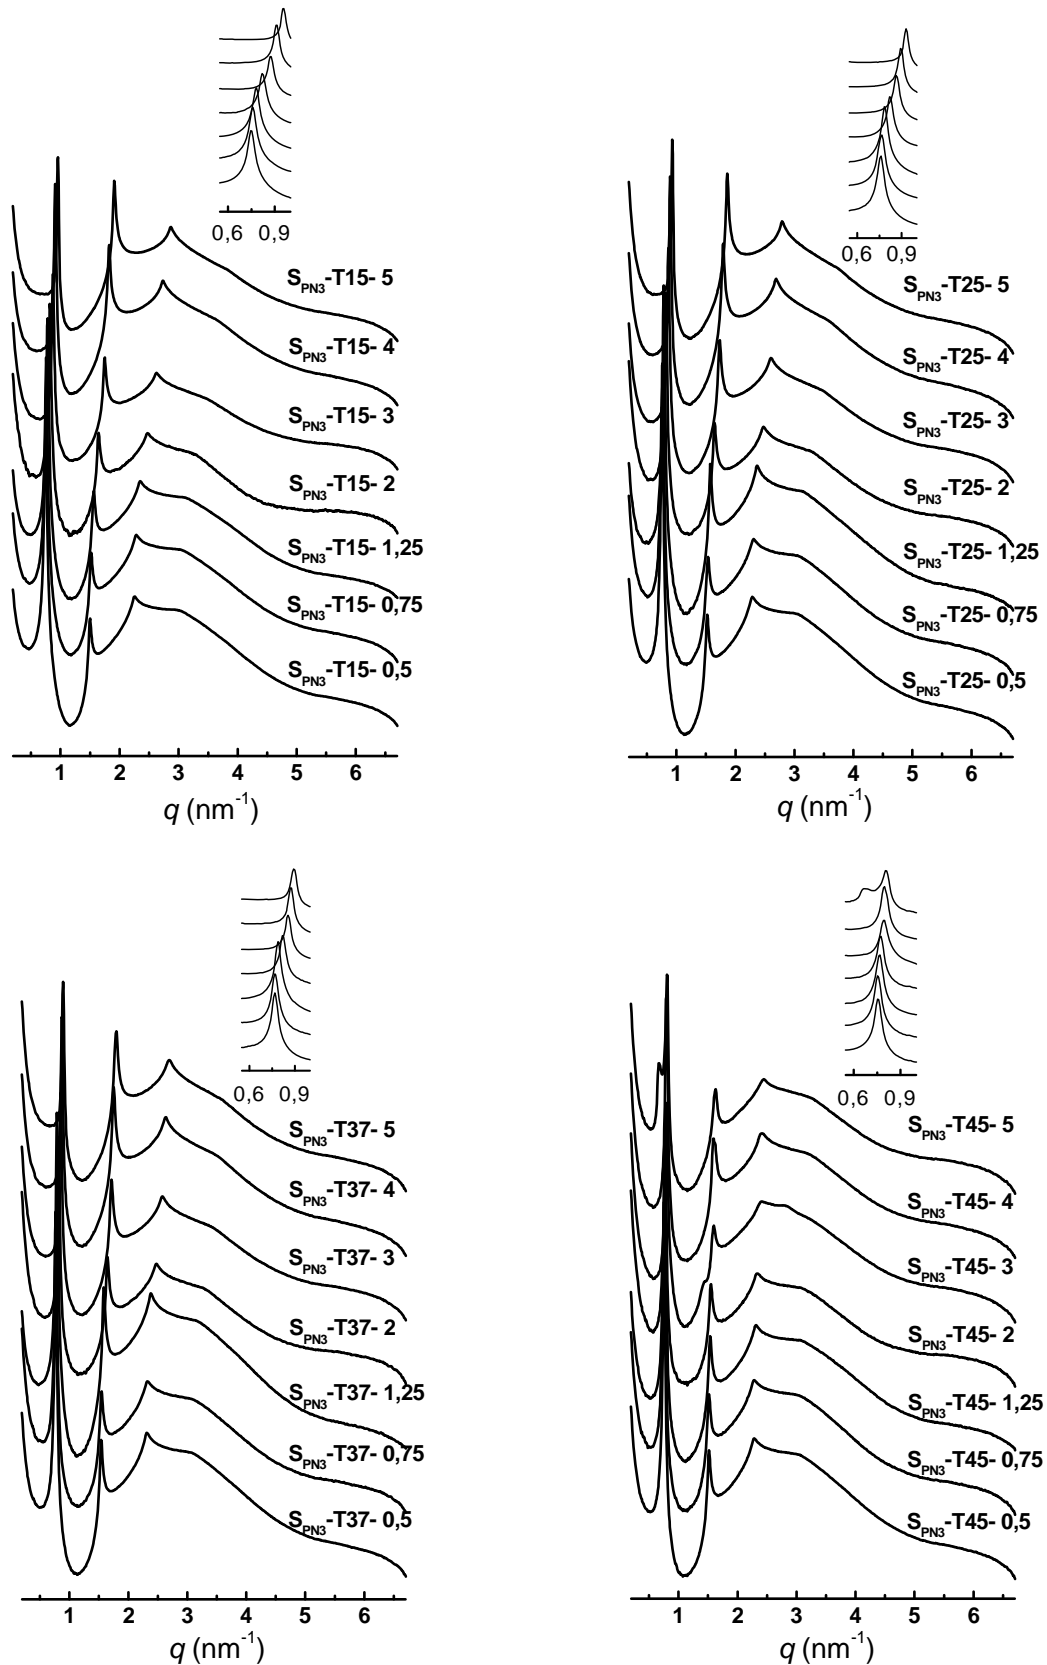 0,6 0,9
S_PN3-T15- 5
S_PN3-T15- 4
S_PN3-T15- 3
S_PN3-T15- 2
S_PN3-T15- 1,25
S_PN3-T15- 0,75
S_PN3-T15- 0,5
1 2 3 4 5 6
q (nm⁻¹)
0,6 0,9
S_PN3-T25- 5
S_PN3-T25- 4
S_PN3-T25- 3
S_PN3-T25- 2
S_PN3-T25- 1,25
S_PN3-T25- 0,75
S_PN3-T25- 0,5
1 2 3 4 5 6
q (nm⁻¹)
0,6 0,9
S_PN3-T37- 5
S_PN3-T37- 4
S_PN3-T37- 3
S_PN3-T37- 2
S_PN3-T37- 1,25
S_PN3-T37- 0,75
S_PN3-T37- 0,5
1 2 3 4 5 6
q (nm⁻¹)
0,6 0,9
S_PN3-T45- 5
S_PN3-T45- 4
S_PN3-T45- 3
S_PN3-T45- 2
S_PN3-T45- 1,25
S_PN3-T45- 0,75
S_PN3-T45- 0,5
1 2 3 4 5 6
q (nm⁻¹)